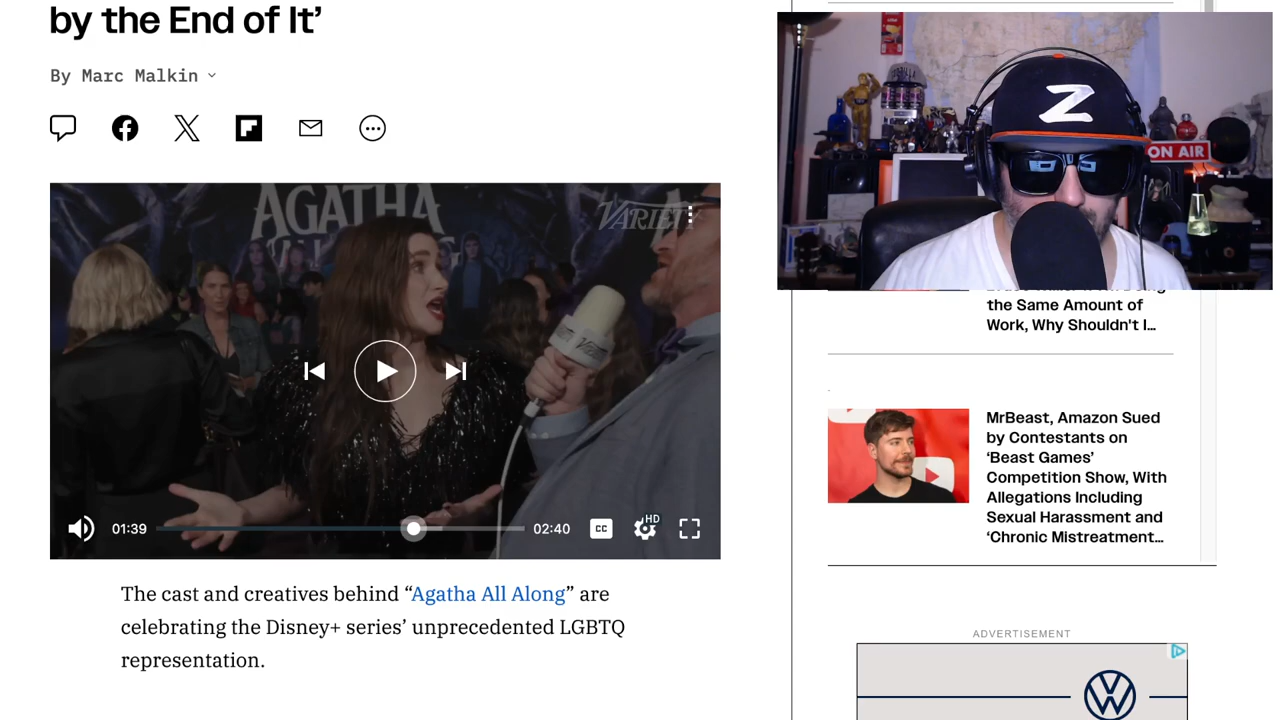 by the End of It’
By Marc Malkin
AGATHA
VARIETY
01:39
02:40
CC
HD
The cast and creatives behind “Agatha All Along” are
celebrating the Disney+ series’ unprecedented LGBTQ
representation.
Z
ON AIR
the Same Amount of
Work, Why Shouldn't I...
MrBeast, Amazon Sued
by Contestants on
‘Beast Games’
Competition Show, With
Allegations Including
Sexual Harassment and
‘Chronic Mistreatment...
ADVERTISEMENT